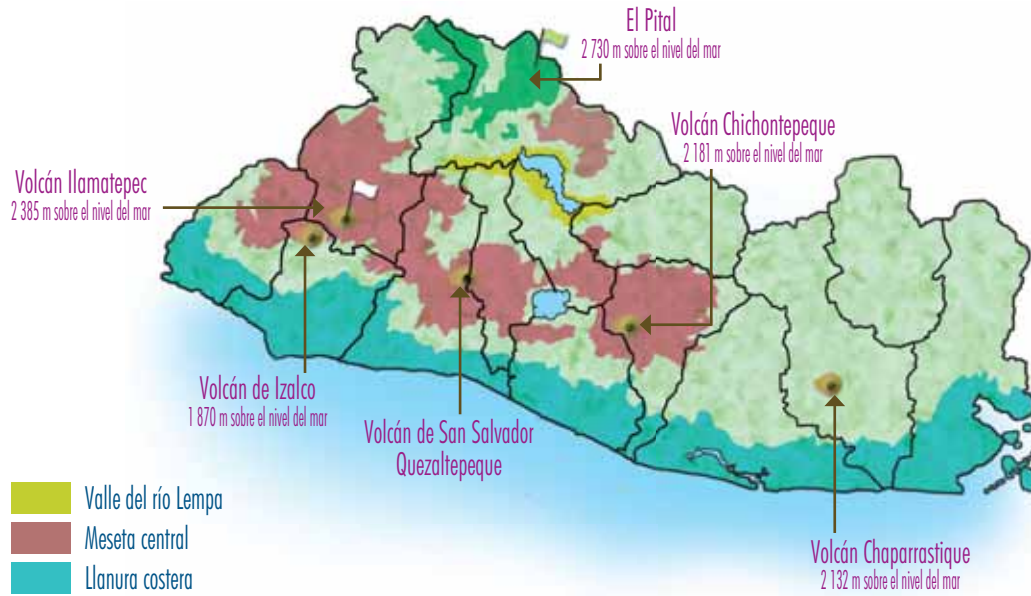 El Pital
2 730 m sobre el nivel del mar
Volcán Chichontepeque
2 181 m sobre el nivel del mar
Volcán Ilamatepec
2 385 m sobre el nivel del mar
Volcán de Izalco
1 870 m sobre el nivel del mar
Volcán de San Salvador
Quezaltepeque
Volcán Chaparrastique
2 132 m sobre el nivel del mar
Valle del río Lempa
Meseta central
Llanura costera